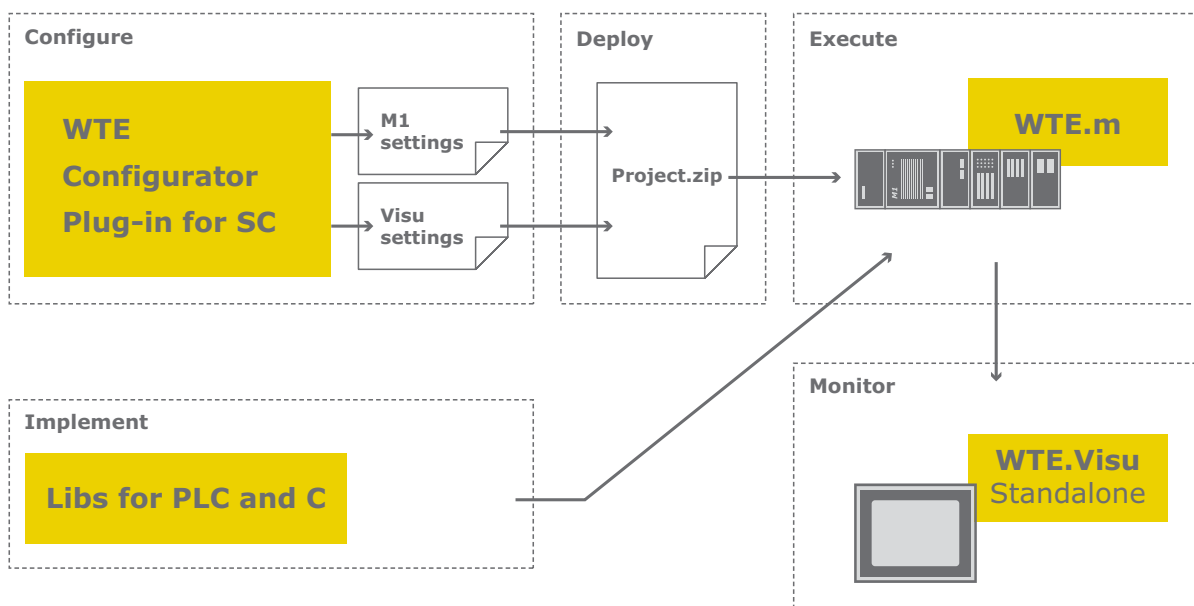 Configure
WTE
Configurator
Plug-in for SC
M1
settings
Visu
settings
Deploy
Project.zip
Execute
WTE.m
M1
Implement
Libs for PLC and C
Monitor
WTE.Visu
Standalone